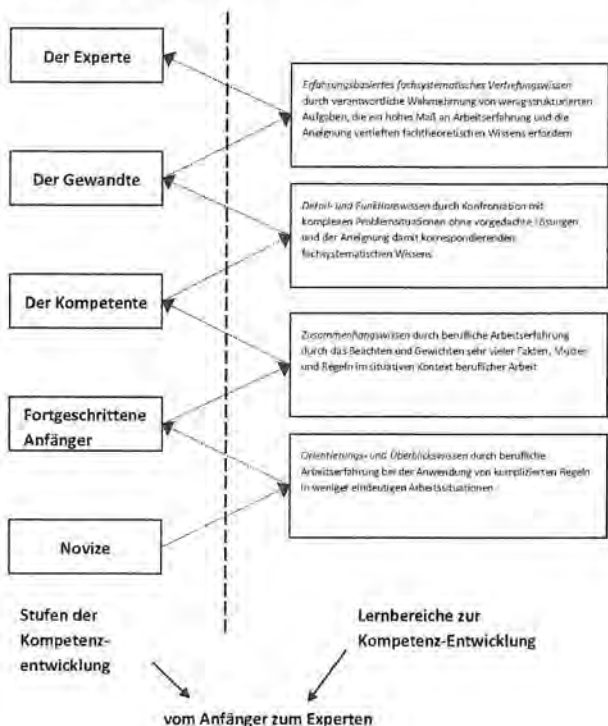 Der Experte
Erfahrungsbasiertes fachsystematisches Vertiefungswissen
durch verantwortliche Wahrnehmung von wenig strukturierten
Aufgaben, die ein hohes Maß an Arbeitserfahrung und die
Aneignung vertieften fachtheoretischen Wissens erfordern
Der Gewandte
Detail- und Funktionswissen durch Konfrontation mit
komplexen Problemsituationen ohne vorgedachte Lösungen
und der Aneignung damit korrespondierenden
fachsystematischen Wissens
Der Kompetente
Zusammenhangswissen durch berufliche Arbeitserfahrung
durch das Beachten und Gewichten sehr vieler Fakten, Muster
und Regeln im situativen Kontext beruflicher Arbeit
Fortgeschrittene
Anfänger
Orientierungs- und Überblickswissen durch berufliche
Arbeitserfahrung bei der Anwendung von komplizierten Regeln
in weniger eindeutigen Arbeitssituationen
Novize
Stufen der
Kompetenz-
entwicklung
Lernbereiche zur
Kompetenz-Entwicklung
vom Anfänger zum Experten